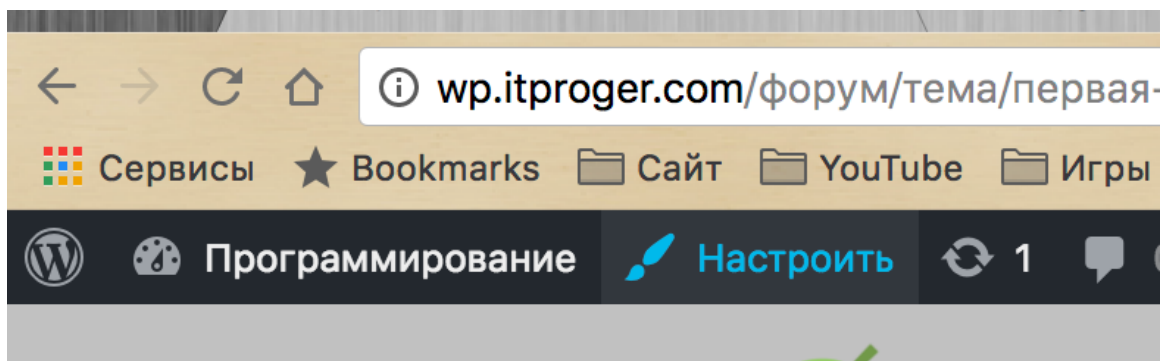 wp.itproger.com/форум/тема/первая-
Сервисы Bookmarks Сайт YouTube Игры
Программирование Настроить 1